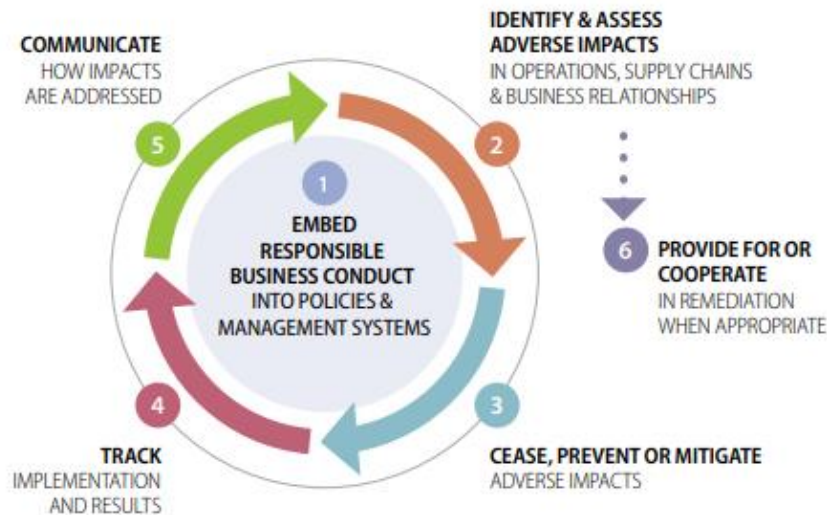 COMMUNICATE
HOW IMPACTS
ARE ADDRESSED
5
IDENTIFY & ASSESS
ADVERSE IMPACTS
IN OPERATIONS, SUPPLY CHAINS
& BUSINESS RELATIONSHIPS
2
1
EMBED
RESPONSIBLE
BUSINESS CONDUCT
INTO POLICIES &
MANAGEMENT SYSTEMS
6
PROVIDE FOR OR
COOPERATE
IN REMEDIATION
WHEN APPROPRIATE
4
TRACK
IMPLEMENTATION
AND RESULTS
3
CEASE, PREVENT OR MITIGATE
ADVERSE IMPACTS